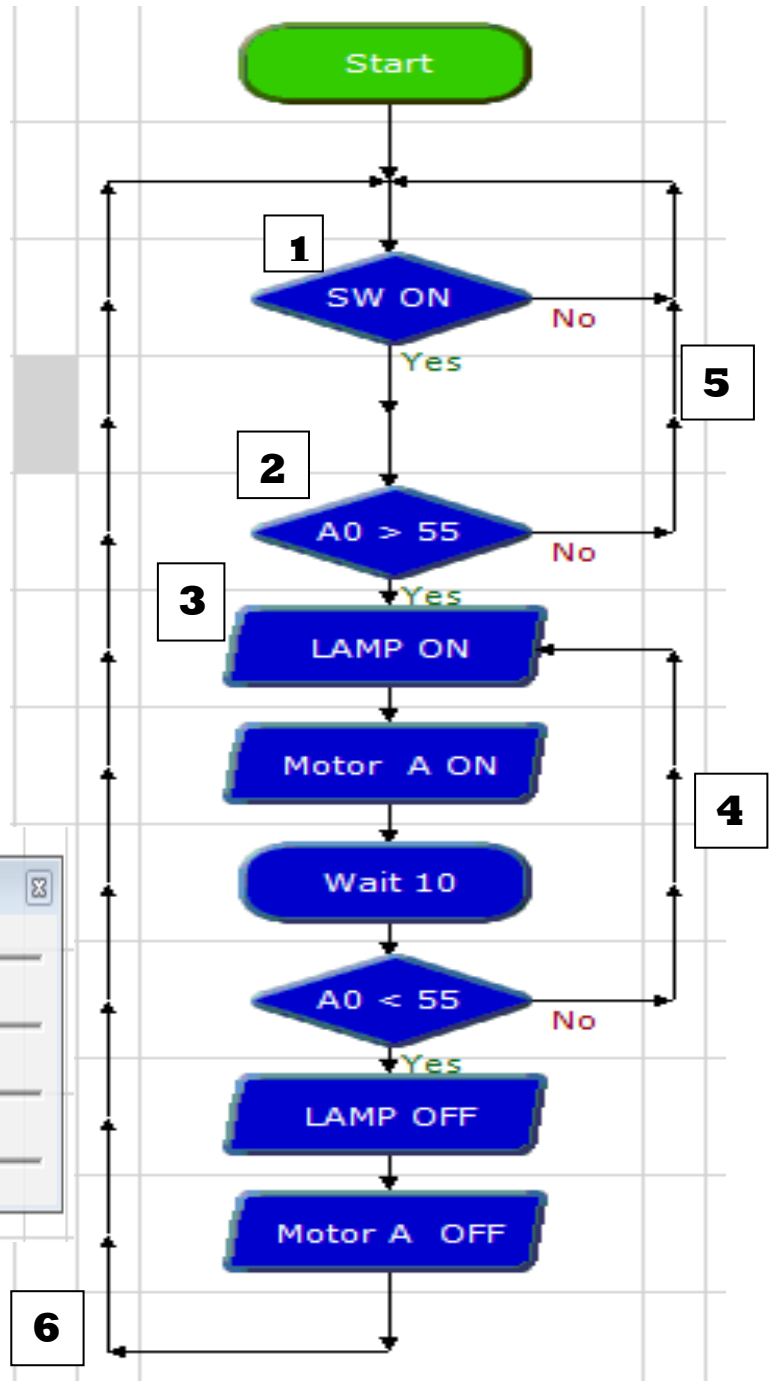 Start
1
SW ON
No
Yes
5
2
A0 > 55
No
Yes
3
LAMP ON
Motor A ON
4
Wait 10
A0 < 55
No
Yes
LAMP OFF
Motor A OFF
6